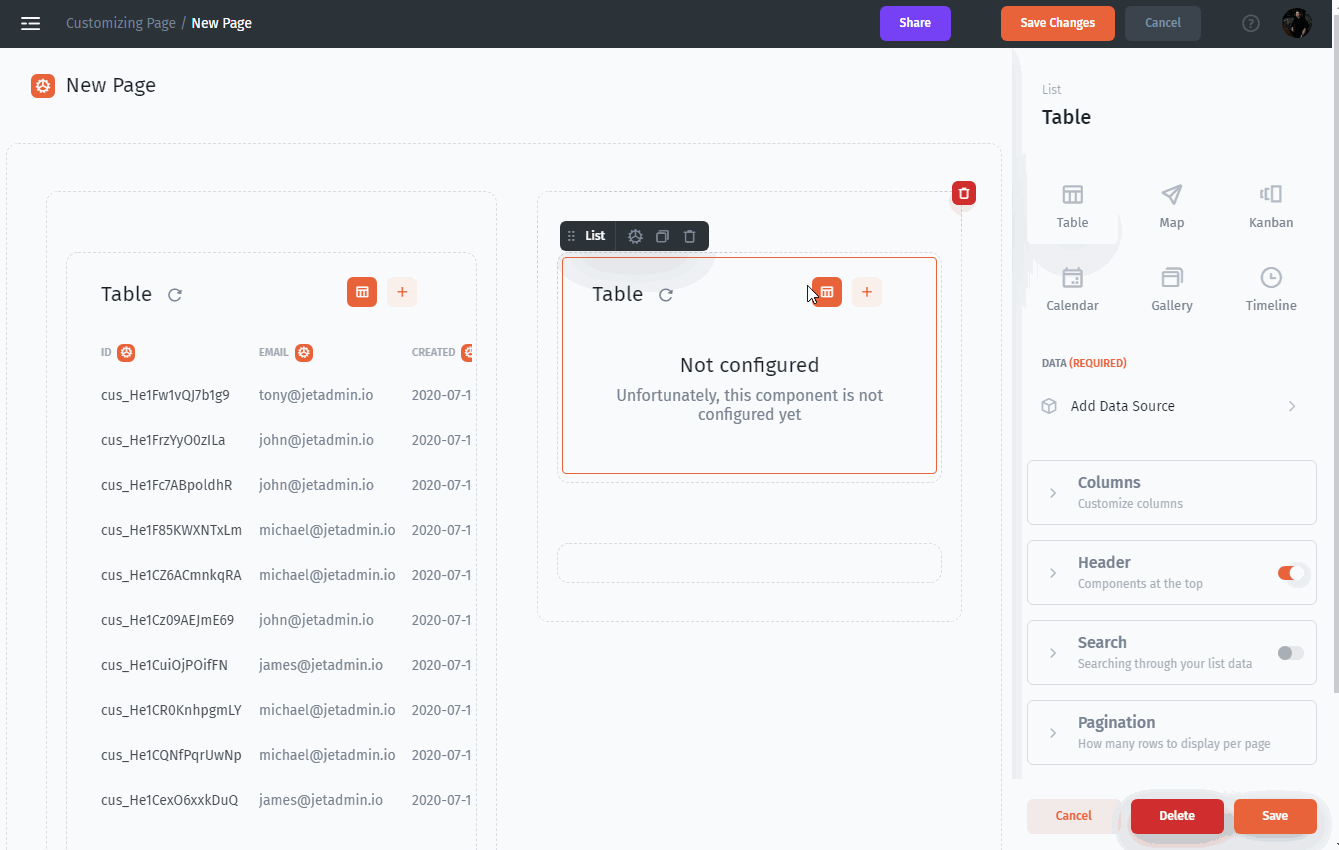 Customizing Page / New Page
Share
Save Changes
Cancel
?
New Page
Table
ID EMAIL CREATED
cus_He1Fw1vQJ7b1g9 tony@jetadmin.io 2020-07-1
cus_He1FrzYyO0zILa john@jetadmin.io 2020-07-1
cus_He1Fc7ABpoldhR john@jetadmin.io 2020-07-1
cus_He1F85KWXNTxLm michael@jetadmin.io 2020-07-1
cus_He1CZ6ACmnkqRA michael@jetadmin.io 2020-07-1
cus_He1Cz09AEJmE69 john@jetadmin.io 2020-07-1
cus_He1CuiOjPOifFN james@jetadmin.io 2020-07-1
cus_He1CR0KnhpgmLY michael@jetadmin.io 2020-07-1
cus_He1CQNfPqrUwNp michael@jetadmin.io 2020-07-1
cus_He1CexO6xxkDuQ james@jetadmin.io 2020-07-1
List
Table
Not configured
Unfortunately, this component is not
configured yet
List
Table
Table Map Kanban
Calendar Gallery Timeline
DATA (REQUIRED)
Add Data Source
Columns
Customize columns
Header
Components at the top
Search
Searching through your list data
Pagination
How many rows to display per page
Cancel Delete Save